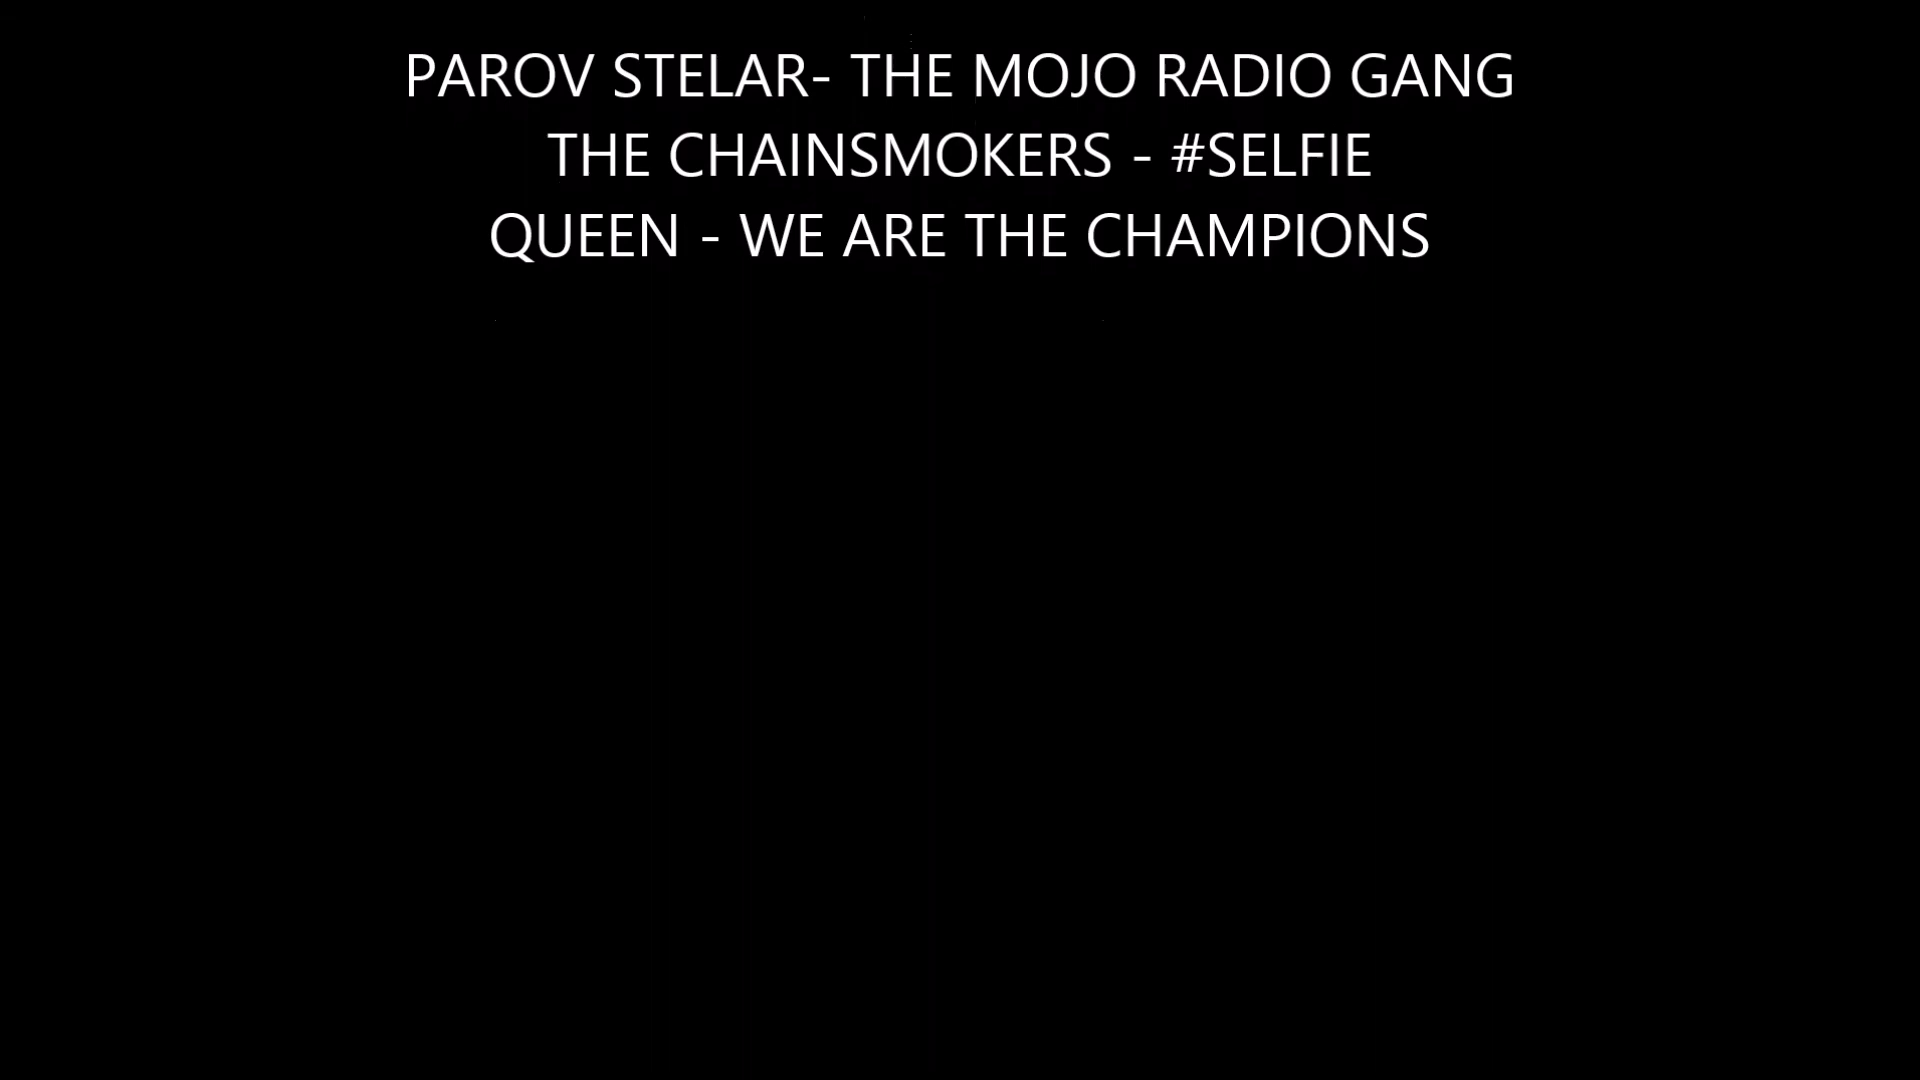 PAROV STELAR- THE MOJO RADIO GANG
THE CHAINSMOKERS - #SELFIE
QUEEN - WE ARE THE CHAMPIONS